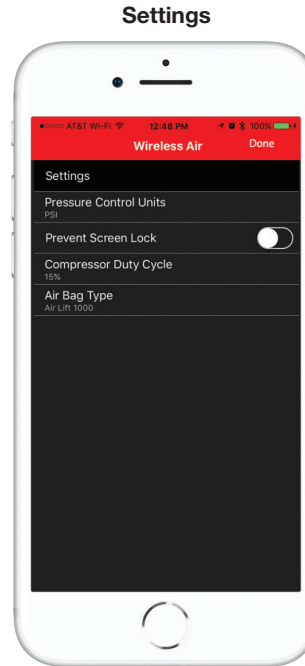 Settings
●○○○○ AT&T Wi-Fi 12:48 PM 100%
Wireless Air Done
Settings
Pressure Control Units
PSI
Prevent Screen Lock
Compressor Duty Cycle
15%
Air Bag Type
Air Lift 1000